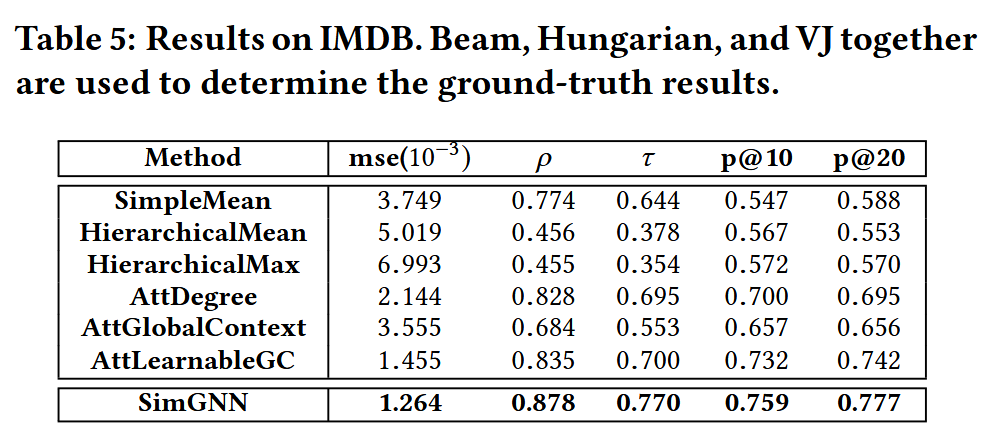 Table 5: Results on IMDB. Beam, Hungarian, and VJ together
are used to determine the ground-truth results.
Method mse(10⁻³) ρ τ p@10 p@20
SimpleMean 3.749 0.774 0.644 0.547 0.588
HierarchicalMean 5.019 0.456 0.378 0.567 0.553
HierarchicalMax 6.993 0.455 0.354 0.572 0.570
AttDegree 2.144 0.828 0.695 0.700 0.695
AttGlobalContext 3.555 0.684 0.553 0.657 0.656
AttLearnableGC 1.455 0.835 0.700 0.732 0.742
SimGNN 1.264 0.878 0.770 0.759 0.777